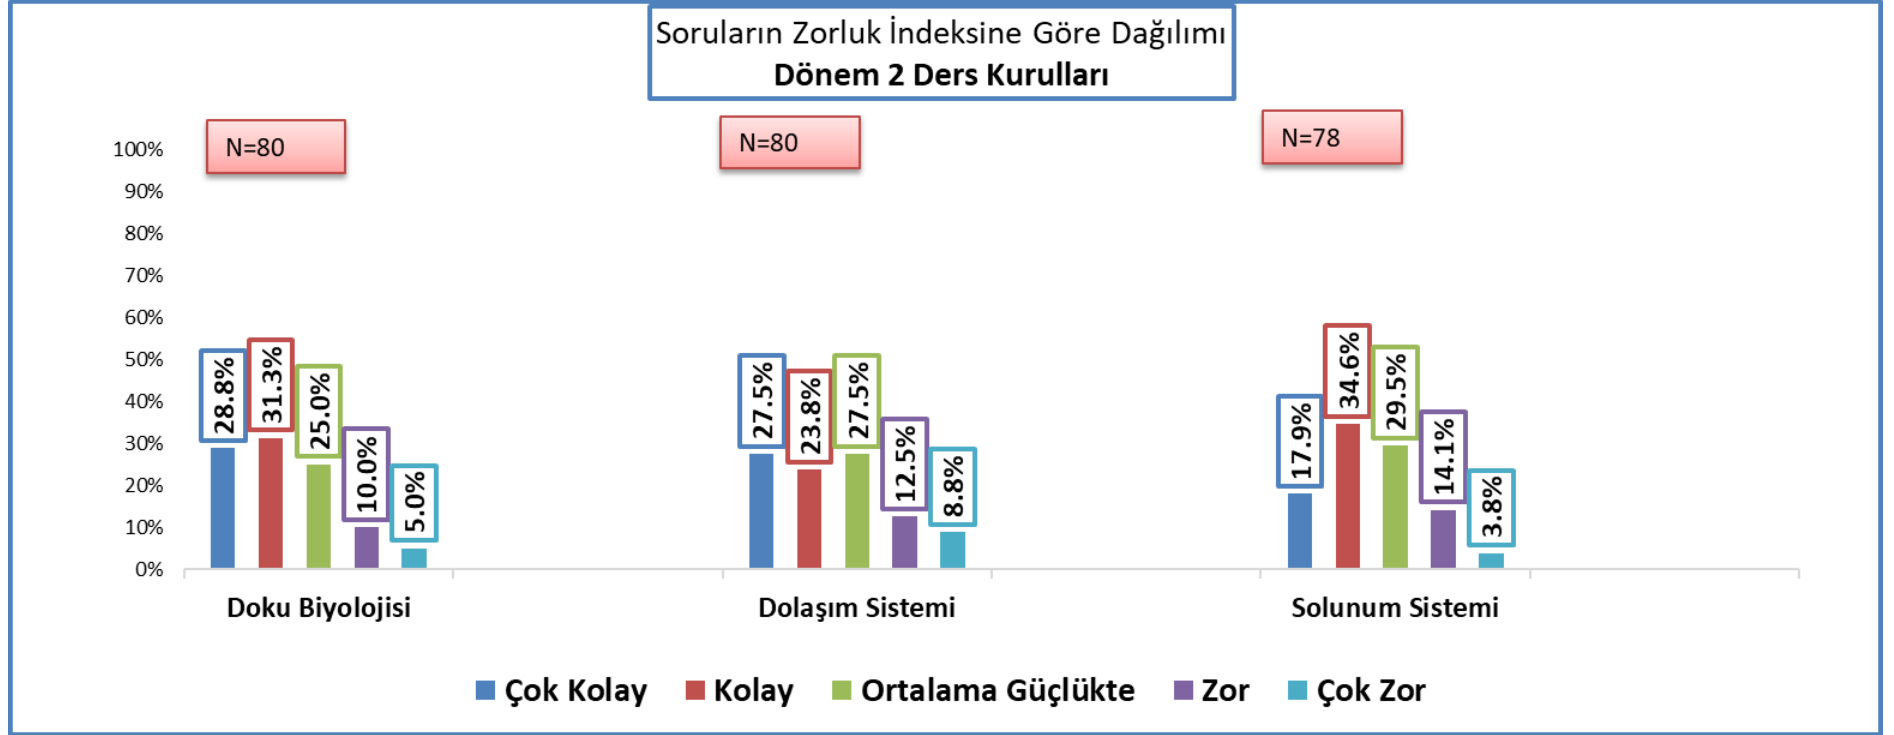 Soruların Zorluk İndeksine Göre Dağılımı
Dönem 2 Ders Kurulları
N=80
N=80
N=78
100%
90%
80%
70%
60%
50%
40%
30%
20%
10%
0%
28.8%
31.3%
25.0%
10.0%
5.0%
27.5%
23.8%
27.5%
12.5%
8.8%
17.9%
34.6%
29.5%
14.1%
3.8%
Doku Biyolojisi
Dolaşım Sistemi
Solunum Sistemi
Çok Kolay
Kolay
Ortalama Güçlükte
Zor
Çok Zor